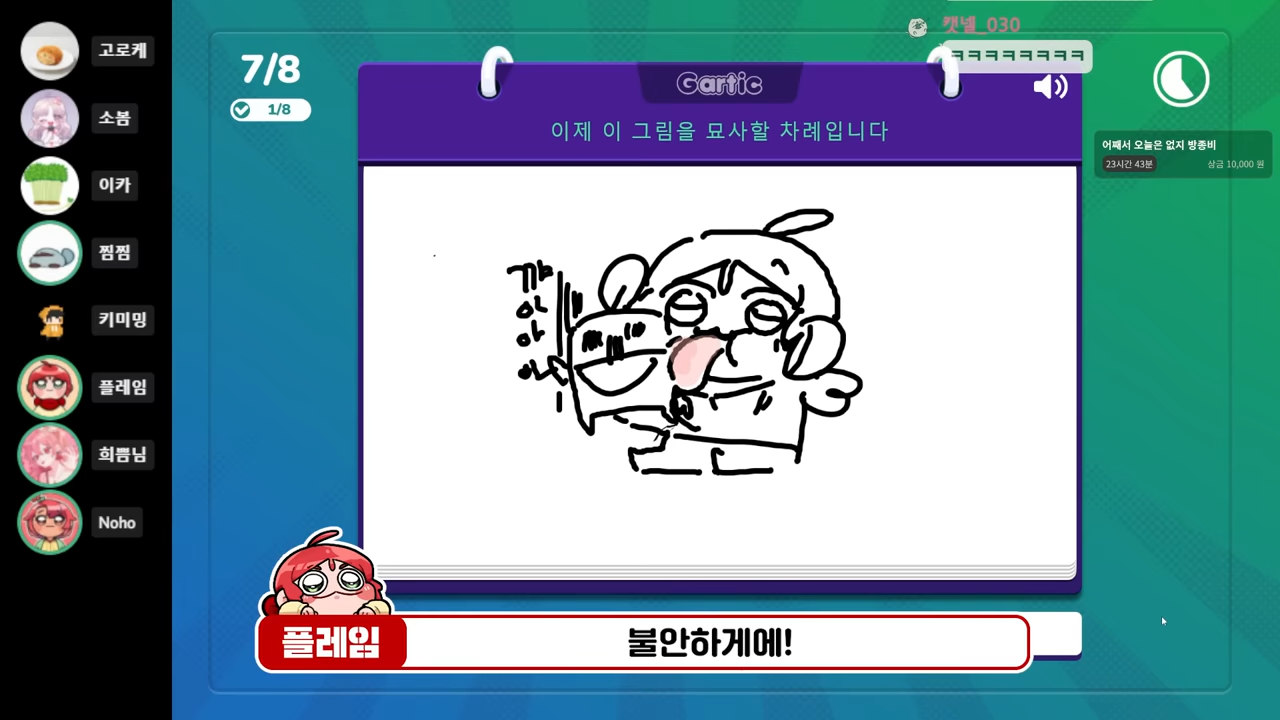 고로케
소봄
이카
찜찜
키미밍
플레임
희쁨님
Noho
7/8
1/8
캣넬_030
ㅋㅋㅋㅋㅋㅋㅋㅋ
Gartic
이제 이 그림을 묘사할 차례입니다
어째서 오늘은 없지 방종비
23시간 43분
상금 10,000 원
꺄
아
아
아
!
플레임
불안하게에!